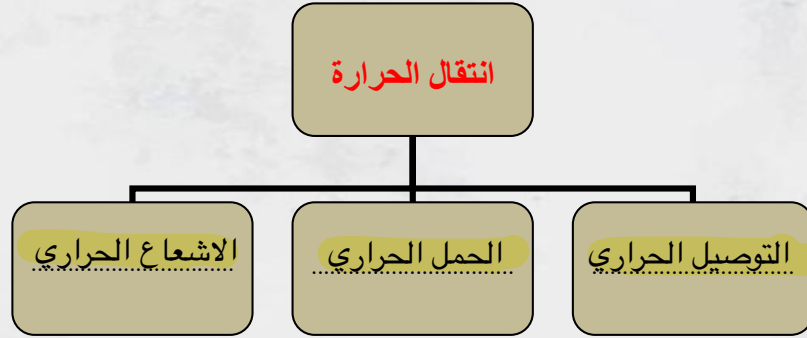 انتقال الحرارة
التوصيل الحراري
الحمل الحراري
الاشعاع الحراري